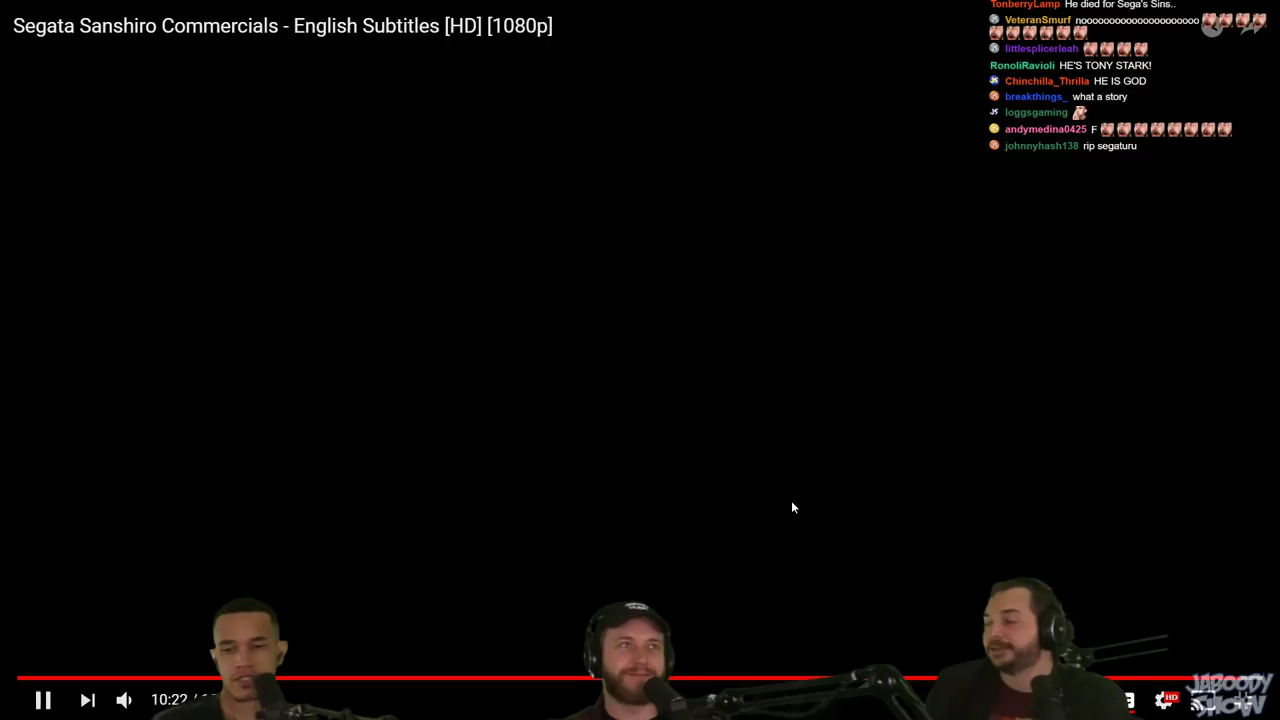 Segata Sanshiro Commercials - English Subtitles [HD] [1080p]
TonberryLamp He died for Sega's Sins..
VeteranSmurf noooooooooooooooooooo
littlesplicerleah
RonoliRavioli HE'S TONY STARK!
Chinchilla_Thrilla HE IS GOD
breakthings_ what a story
loggsgaming
andymedina0425 F
johnnyhash138 rip segaturu
10:22 /
HD
JABOODY
SHOW